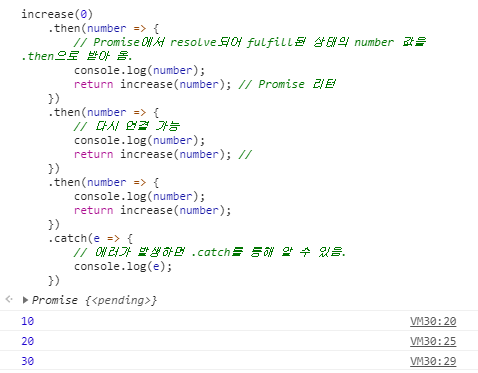 increase(0)
.then(number => {
// Promise에서 resolve되어 fulfill된 상태의 number 값을
.then으로 받아 옴.
console.log(number);
return increase(number); // Promise 리턴
})
.then(number => {
// 다시 연결 가능
console.log(number);
return increase(number); //
})
.then(number => {
console.log(number);
return increase(number);
})
.catch(e => {
// 에러가 발생하면 .catch를 통해 알 수 있음.
console.log(e);
})
Promise {<pending>}
10 VM30:20
20 VM30:25
30 VM30:29